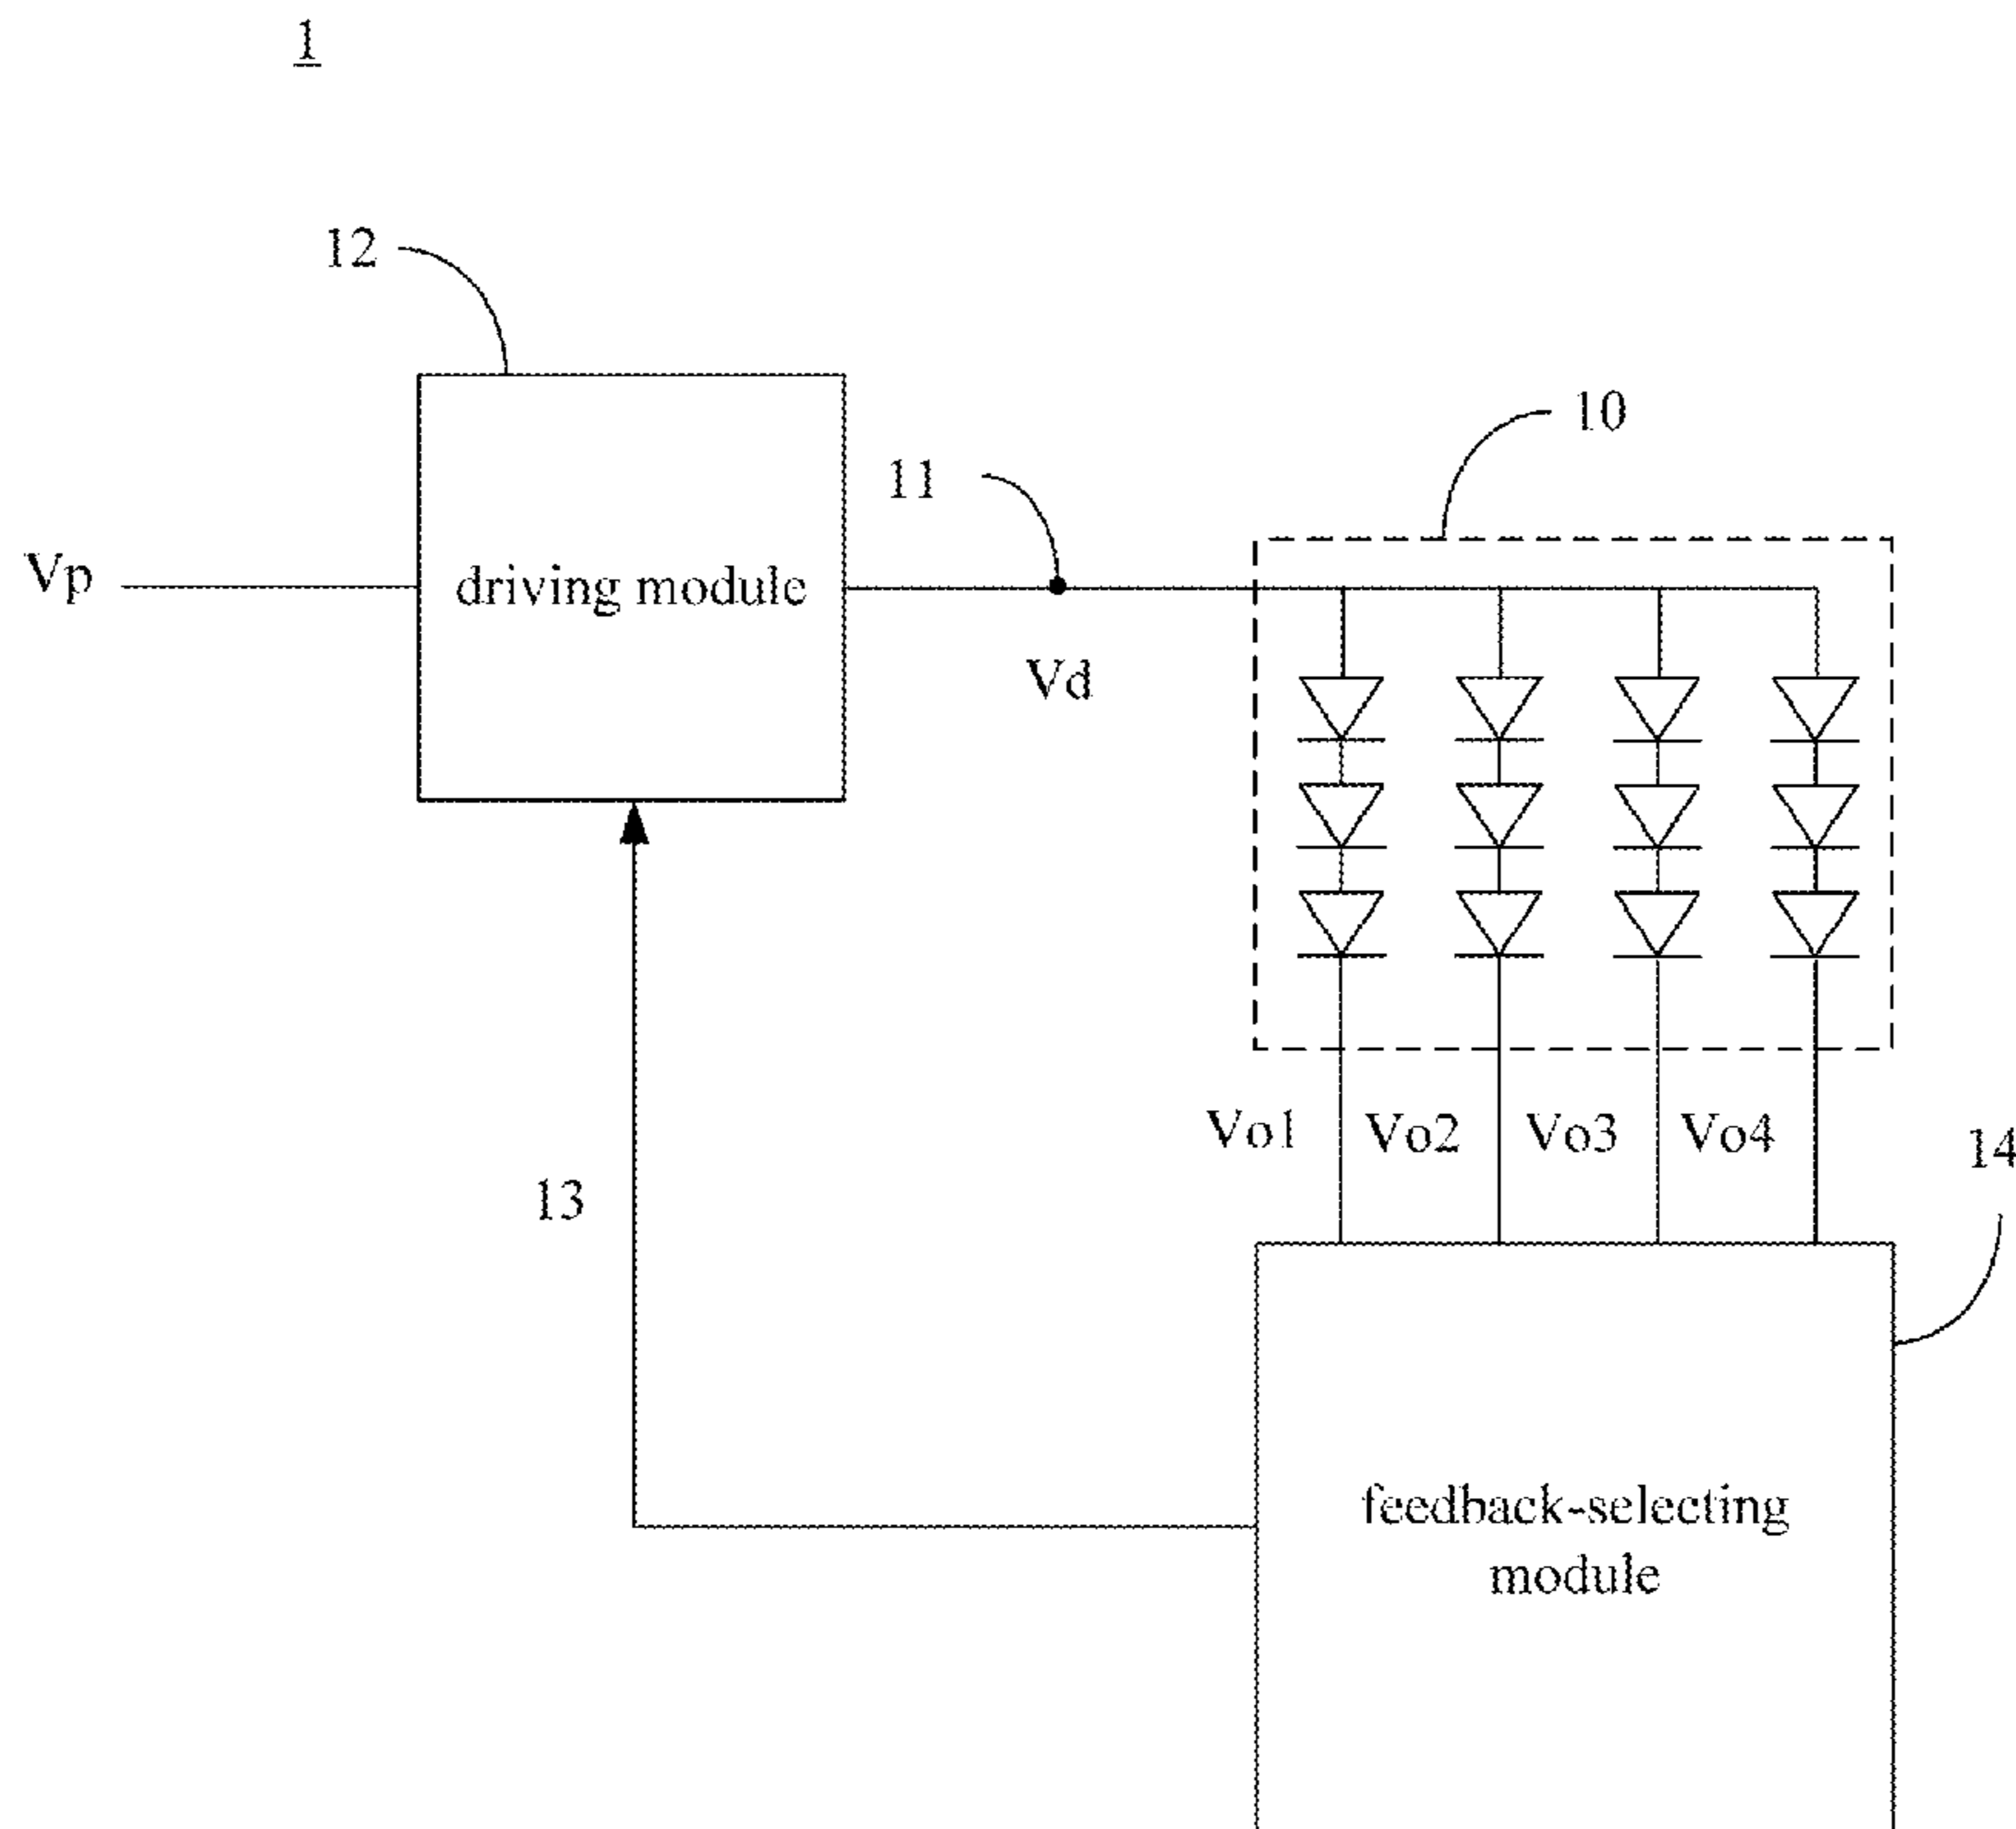 1
12
10
11
Vp
driving module
Vd
Vo1
Vo2
Vo3
Vo4
14
13
feedback-selecting
module